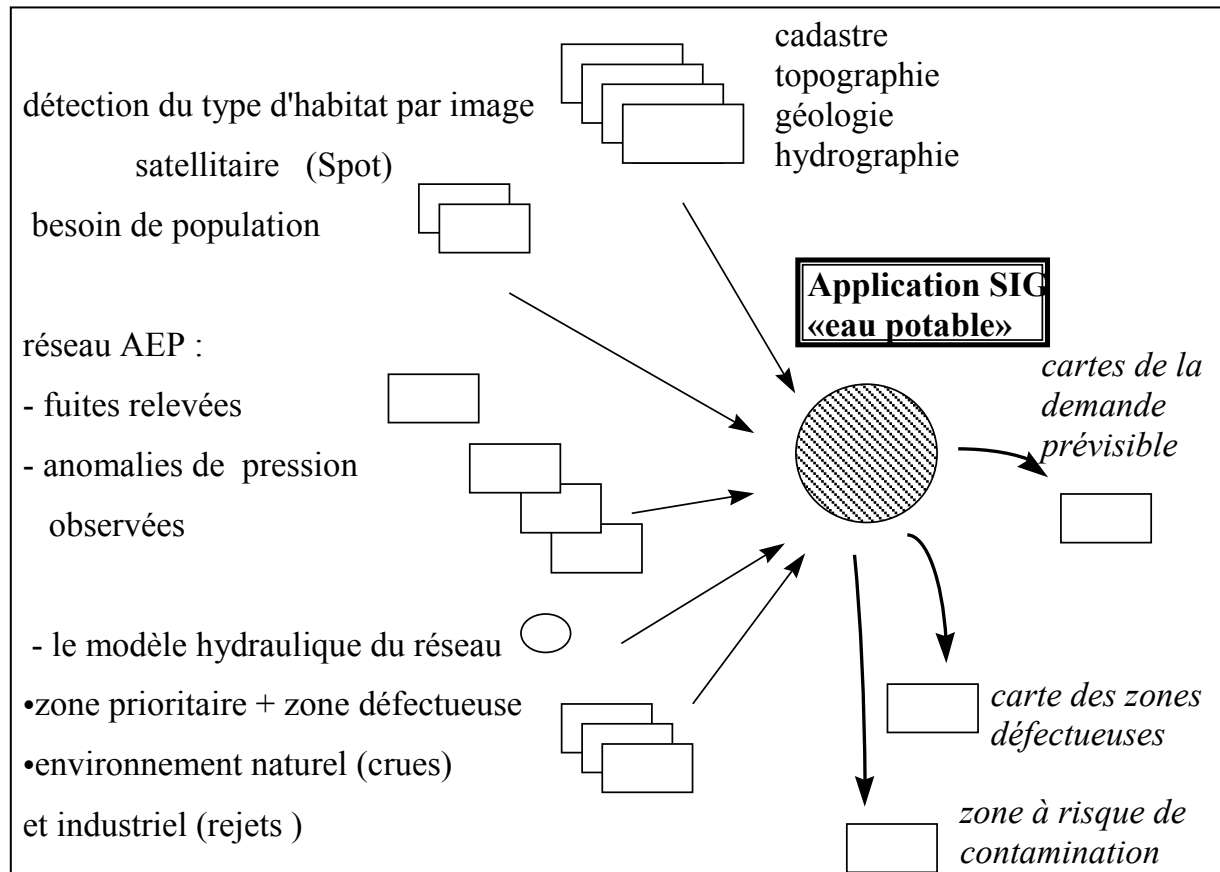 cadastre
topographie
géologie
hydrographie
détection du type d'habitat par image
satellitaire (Spot)
besoin de population
Application SIG
«eau potable»
réseau AEP :
- fuites relevées
- anomalies de pression
observées
cartes de la
demande
prévisible
- le modèle hydraulique du réseau
•zone prioritaire + zone défectueuse
•environnement naturel (crues)
et industriel (rejets )
carte des zones
défectueuses
zone à risque de
contamination